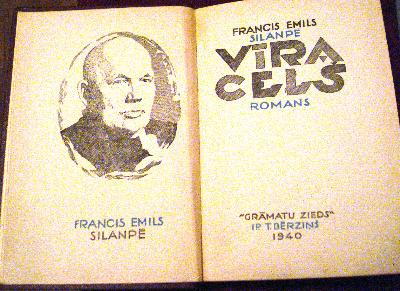 FRANCIS EMILS
SILANPE
FRANCIS EMILS
SILANPE
VĪRA
CEĻŠ
ROMANS
"GRĀMATU ZIEDS"
IP. T. BĒRZIŅŠ
1940